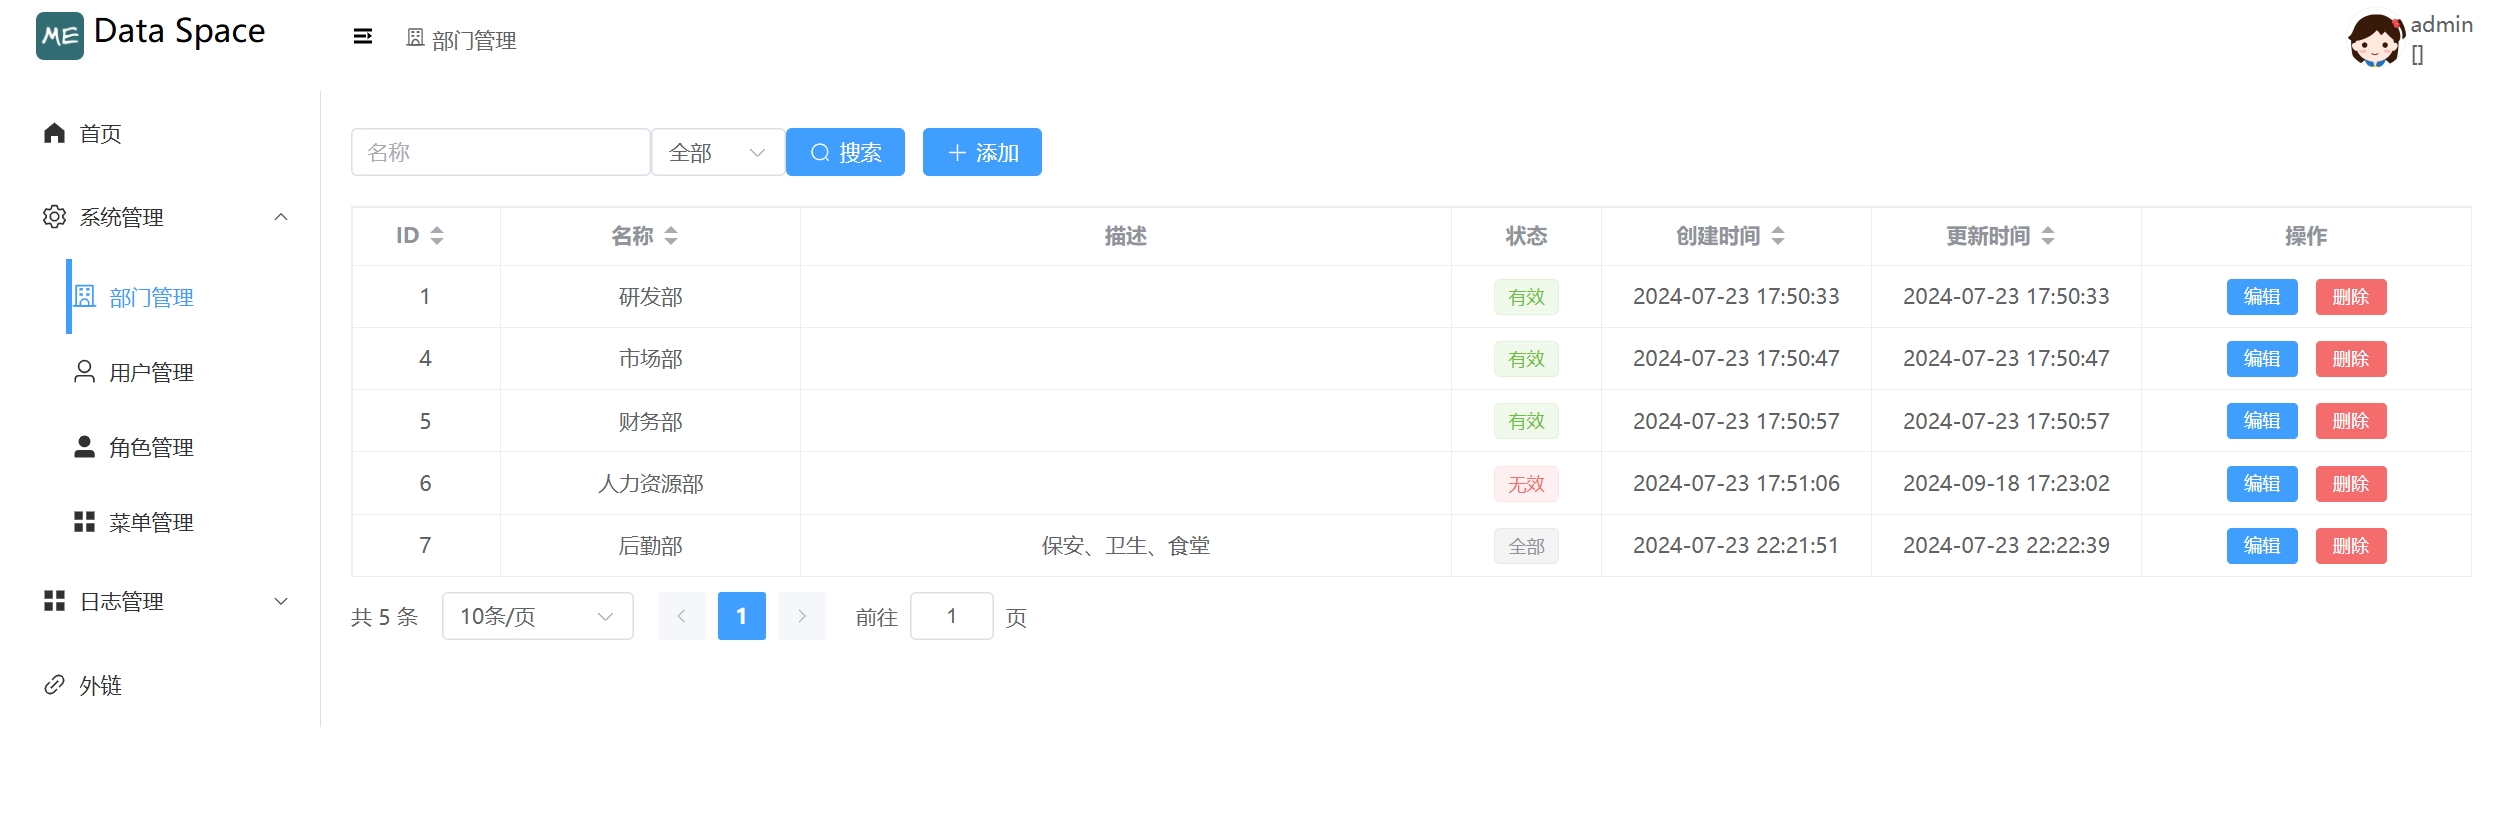 ME Data Space
部门管理
admin
[]
首页
系统管理
部门管理
用户管理
角色管理
菜单管理
日志管理
外链
名称 全部 搜索 添加
ID 名称 描述 状态 创建时间 更新时间 操作
1 研发部 有效 2024-07-23 17:50:33 2024-07-23 17:50:33 编辑 删除
4 市场部 有效 2024-07-23 17:50:47 2024-07-23 17:50:47 编辑 删除
5 财务部 有效 2024-07-23 17:50:57 2024-07-23 17:50:57 编辑 删除
6 人力资源部 无效 2024-07-23 17:51:06 2024-09-18 17:23:02 编辑 删除
7 后勤部 保安、卫生、食堂 全部 2024-07-23 22:21:51 2024-07-23 22:22:39 编辑 删除
共 5 条 10条/页 1 前往 1 页